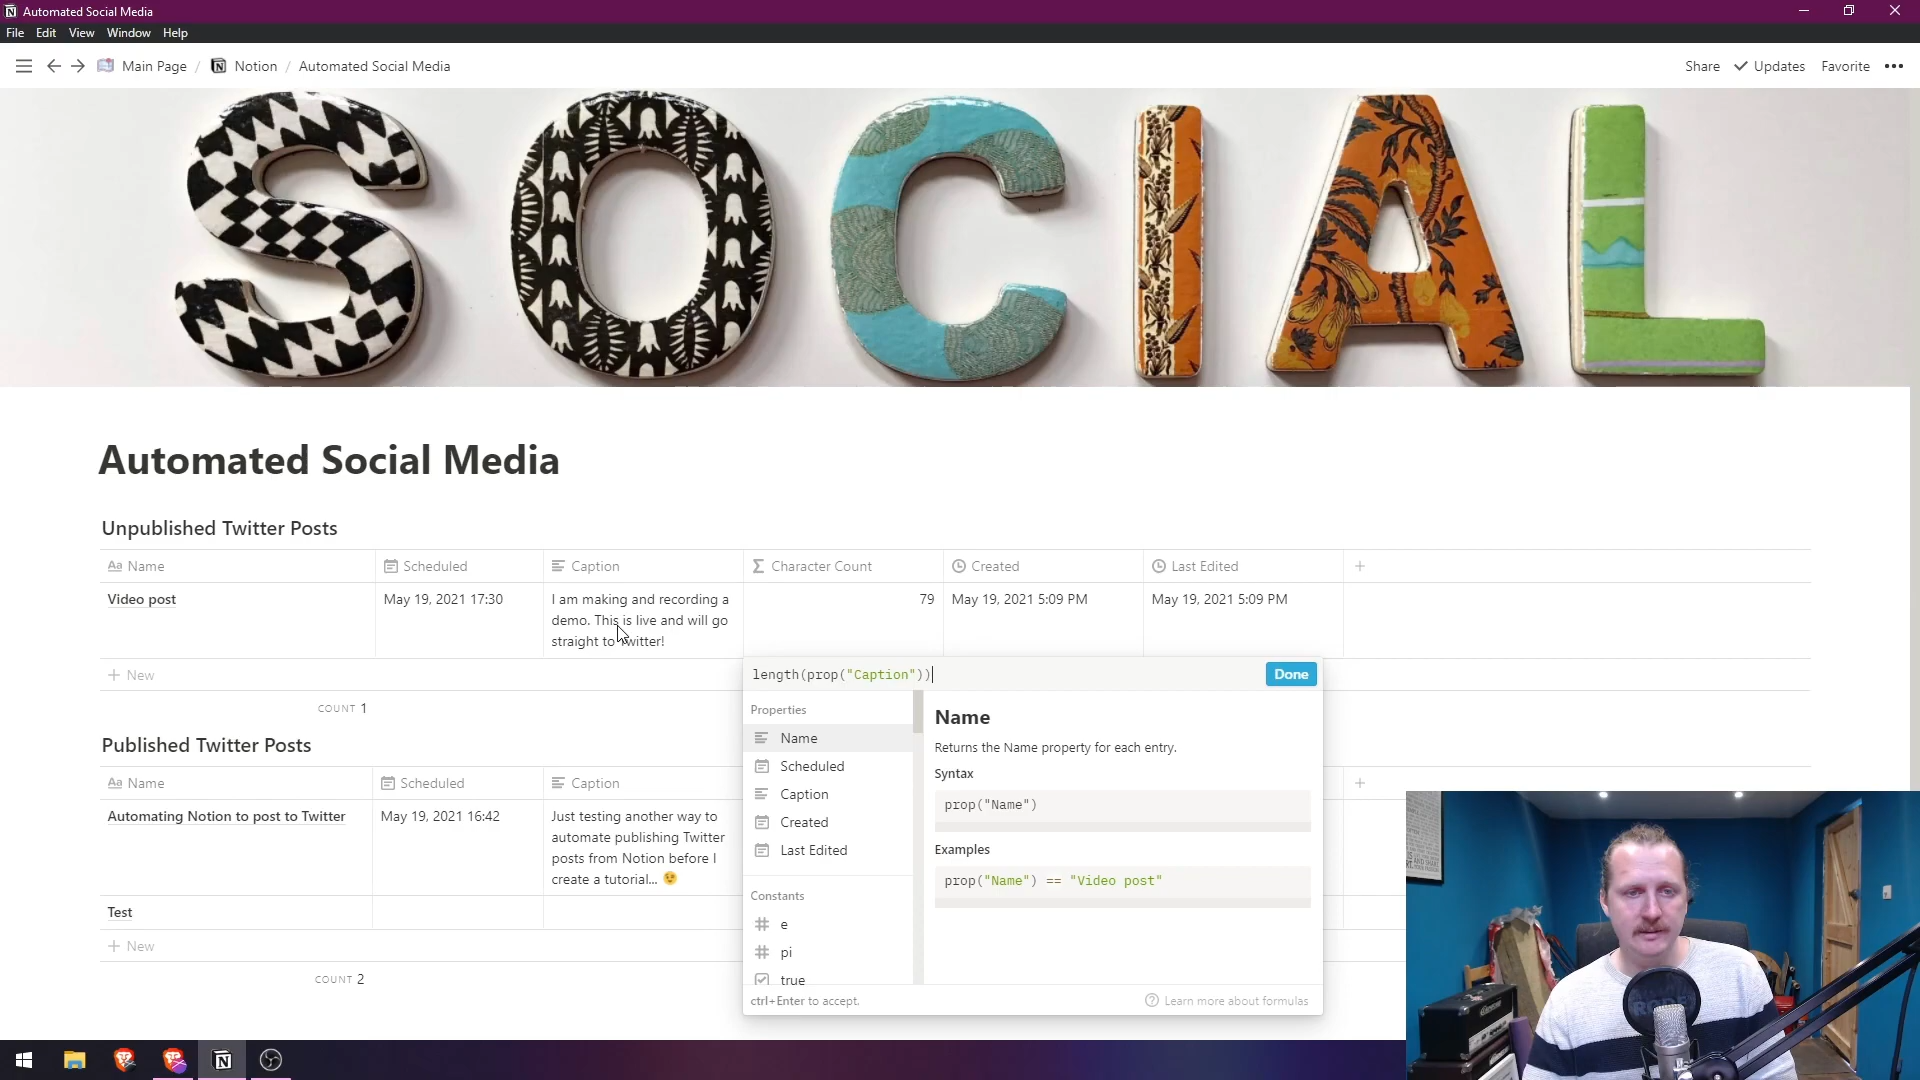 Automated Social Media
File Edit View Window Help
Main Page / Notion / Automated Social Media
Share Updates Favorite
SOCIAL
Automated Social Media
Unpublished Twitter Posts
Aa Name Scheduled Caption Character Count Created Last Edited
Video post May 19, 2021 17:30 I am making and recording a 79 May 19, 2021 5:09 PM May 19, 2021 5:09 PM
demo. This is live and will go
straight to Twitter!
+ New
COUNT 1
length(prop("Caption"))
Done
Properties
Name
Scheduled
Caption
Created
Last Edited
Constants
e
pi
true
Name
Returns the Name property for each entry.
Syntax
prop("Name")
Examples
prop("Name") == "Video post"
ctrl+Enter to accept.
Learn more about formulas
Published Twitter Posts
Aa Name Scheduled Caption
Automating Notion to post to Twitter May 19, 2021 16:42 Just testing another way to
automate publishing Twitter
posts from Notion before I
create a tutorial... 😉
Test
+ New
COUNT 2
RØDE